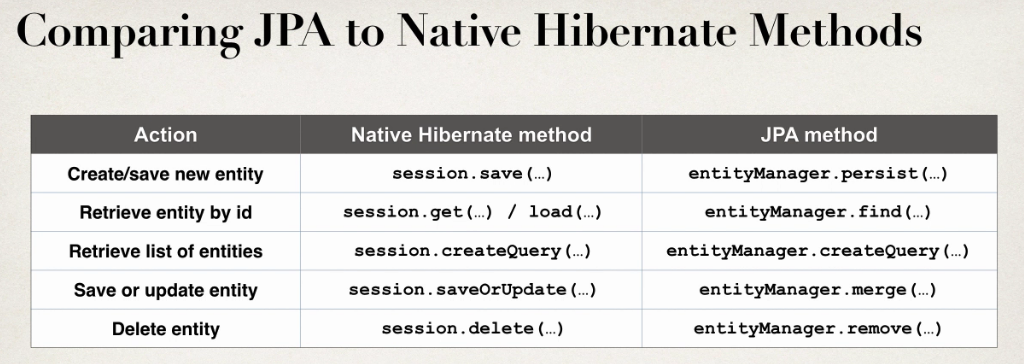 Comparing JPA to Native Hibernate Methods
Action Native Hibernate method JPA method
Create/save new entity session.save(…) entityManager.persist(…)
Retrieve entity by id session.get(…) / load(…) entityManager.find(…)
Retrieve list of entities session.createQuery(…) entityManager.createQuery(…)
Save or update entity session.saveOrUpdate(…) entityManager.merge(…)
Delete entity session.delete(…) entityManager.remove(…)